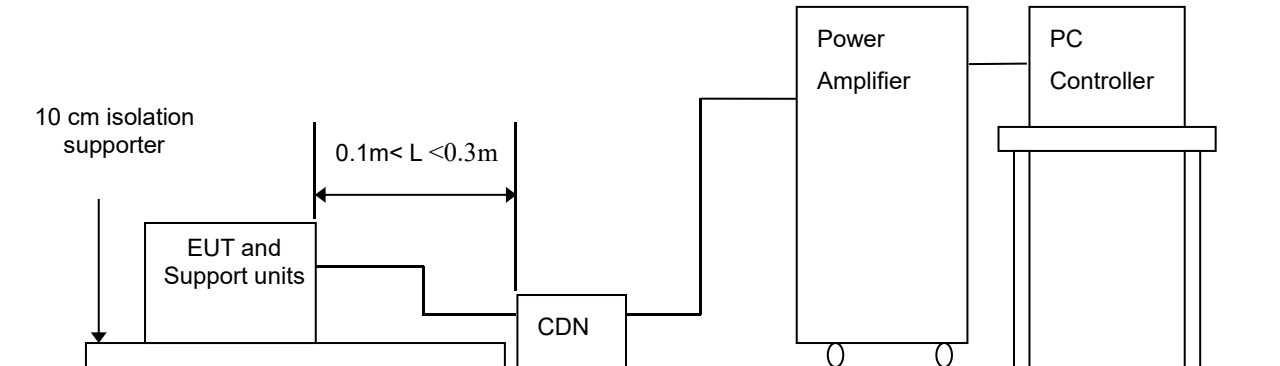 Power
Amplifier
PC
Controller
10 cm isolation
supporter
0.1m< L <0.3m
EUT and
Support units
CDN